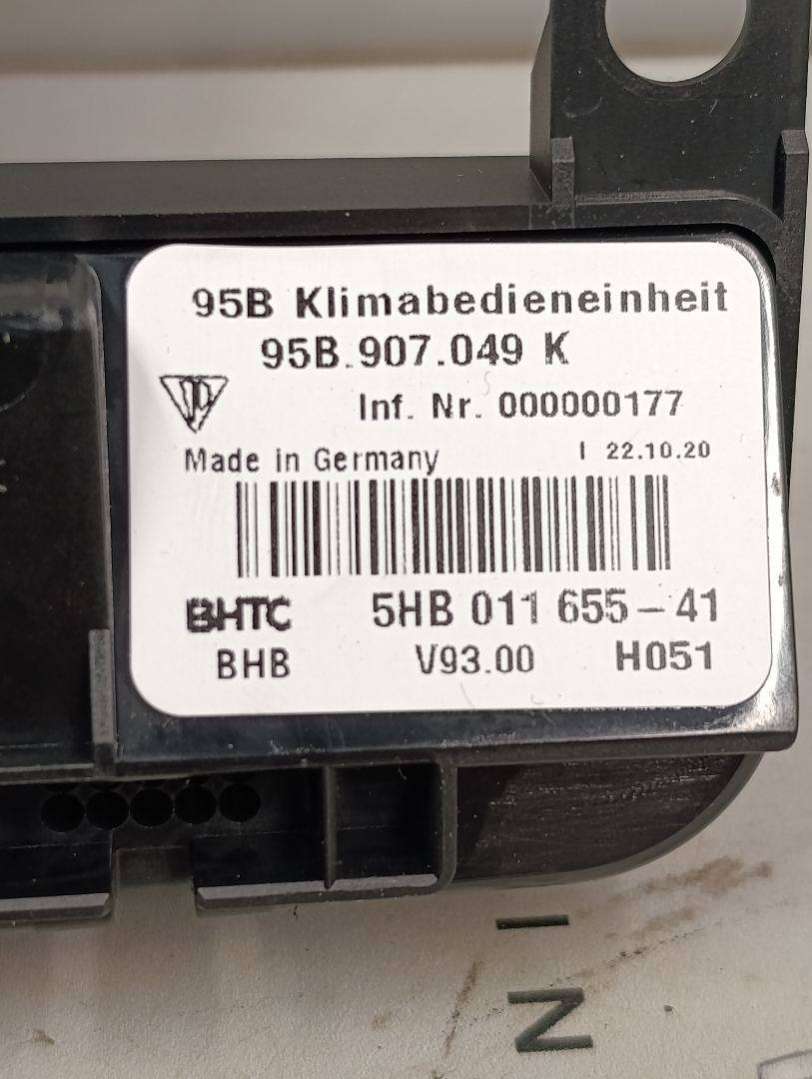 95B Klimabedieneinheit
95B.907.049 K
Inf. Nr. 000000177
Made in Germany I 22.10.20
BHTC 5HB 011 655-41
BHB V93.00 H051
N I